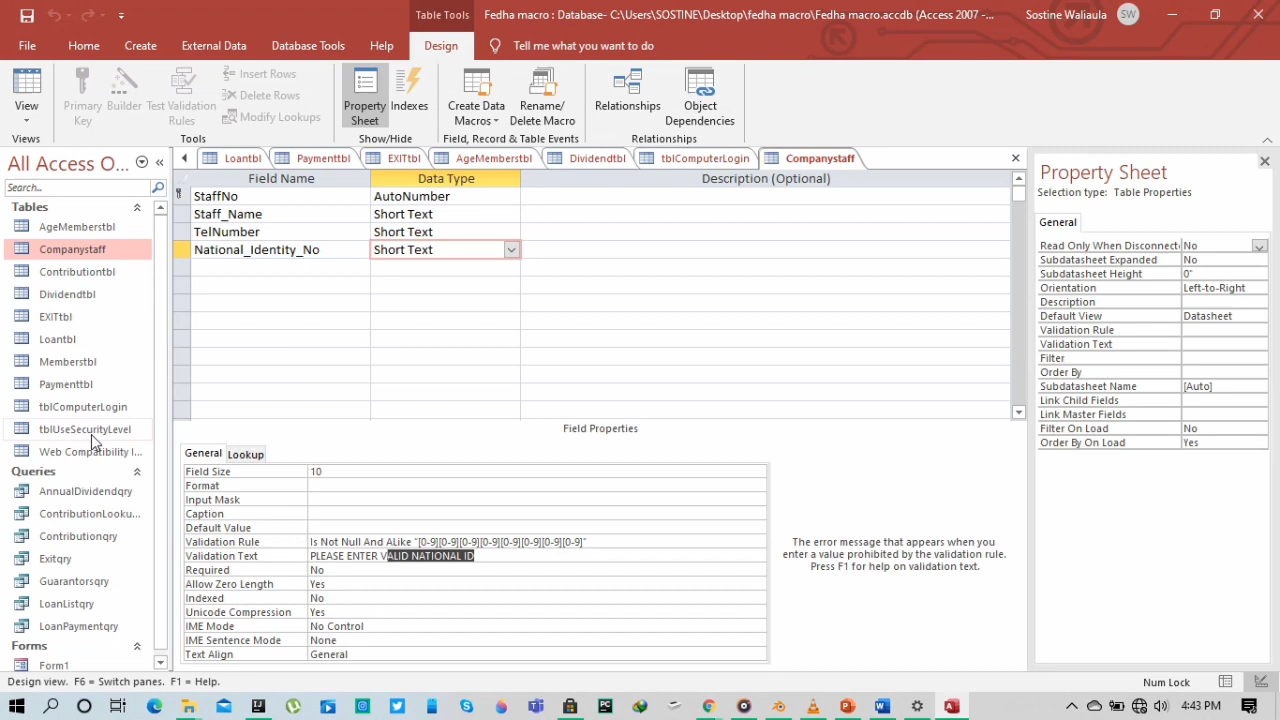 Table Tools
Fedha macro : Database- C:\Users\SOSTINE\Desktop\fedha macro\Fedha macro.accdb (Access 2007 -...
Sostine Waliaula
SW
File
Home
Create
External Data
Database Tools
Help
Design
Tell me what you want to do
View
Primary Key
Builder
Test Validation Rules
Insert Rows
Delete Rows
Modify Lookups
Property Sheet
Indexes
Create Data Macros
Rename/ Delete Macro
Relationships
Object Dependencies
Views
Tools
Show/Hide
Field, Record & Table Events
Relationships
All Access O...
Search...
Tables
AgeMemberstbl
Companystaff
Contributiontbl
Dividendtbl
EXITtbl
Loantbl
Memberstbl
Paymenttbl
tblComputerLogin
tblUseSecurityLevel
Web Compatibility I...
Queries
AnnualDividendqry
ContributionLooku...
Contributionqry
Exitqry
Guarantorsqry
LoanListqry
LoanPaymentqry
Forms
Form1
Loantbl
Paymenttbl
EXITtbl
AgeMemberstbl
Dividendtbl
tblComputerLogin
Companystaff
Field Name
Data Type
Description (Optional)
StaffNo
AutoNumber
Staff_Name
Short Text
TelNumber
Short Text
National_Identity_No
Short Text
Field Properties
General
Lookup
Field Size
10
Format
Input Mask
Caption
Default Value
Validation Rule
Is Not Null And ALike "[0-9][0-9][0-9][0-9][0-9][0-9][0-9][0-9]"
Validation Text
PLEASE ENTER VALID NATIONAL ID
Required
No
Allow Zero Length
Yes
Indexed
No
Unicode Compression
Yes
IME Mode
No Control
IME Sentence Mode
None
Text Align
General
The error message that appears when you
enter a value prohibited by the validation rule.
Press F1 for help on validation text.
Property Sheet
Selection type: Table Properties
General
Read Only When Disconnect
No
Subdatasheet Expanded
No
Subdatasheet Height
0"
Orientation
Left-to-Right
Description
Default View
Datasheet
Validation Rule
Validation Text
Filter
Order By
Subdatasheet Name
[Auto]
Link Child Fields
Link Master Fields
Filter On Load
No
Order By On Load
Yes
Design view. F6 = Switch panes. F1 = Help.
Num Lock
4:43 PM